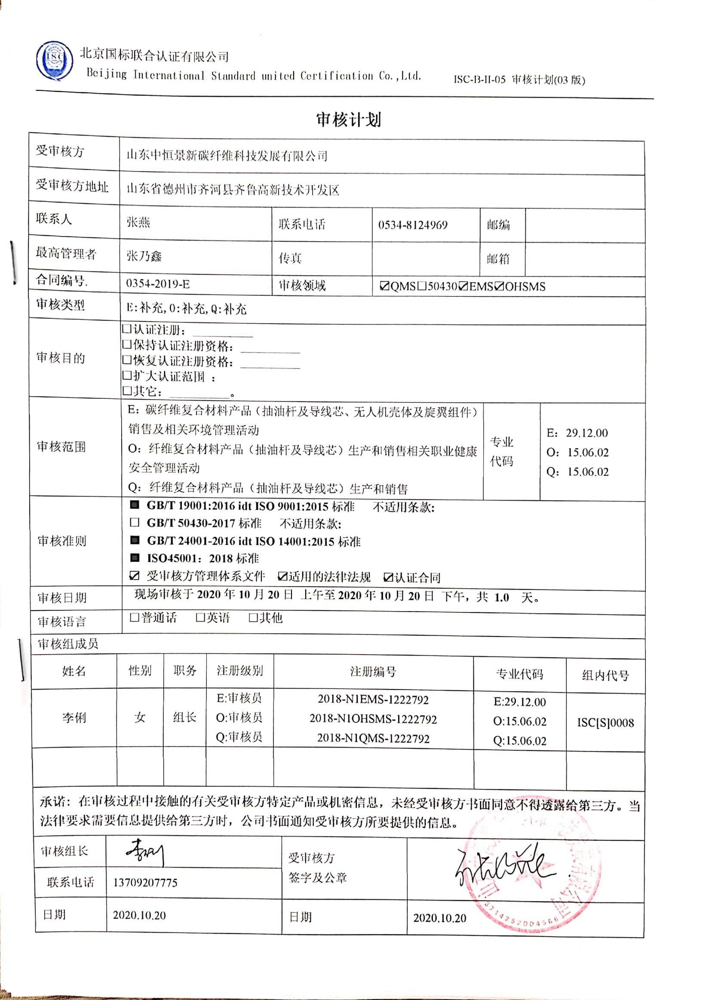 ISC
北京国标联合认证有限公司
Beijing International Standard united Certification Co.,Ltd.
ISC-B-II-05 审核计划(03 版)
审核计划
受审核方 山东中恒景新碳纤维科技发展有限公司
受审核方地址 山东省德州市齐河县齐鲁高新技术开发区
联系人 张燕 联系电话 0534-8124969 邮编
最高管理者 张乃鑫 传真 邮箱
合同编号. 0354-2019-E 审核领域 ☑QMS☐50430☑EMS☑OHSMS
审核类型 E:补充,O:补充,Q:补充
审核目的
☐认证注册：
☐保持认证注册资格：
☐恢复认证注册资格：
☐扩大认证范围 ：
☐其它： 。
审核范围
E：碳纤维复合材料产品（抽油杆及导线芯、无人机壳体及旋翼组件）
销售及相关环境管理活动
O：纤维复合材料产品（抽油杆及导线芯）生产和销售相关职业健康
安全管理活动
Q：纤维复合材料产品（抽油杆及导线芯）生产和销售
专业
代码
E：29.12.00
O：15.06.02
Q：15.06.02
审核准则
■ GB/T 19001:2016 idt ISO 9001:2015 标准 不适用条款:
☐ GB/T 50430-2017 标准 不适用条款:
■ GB/T 24001-2016 idt ISO 14001:2015 标准
■ ISO45001：2018 标准
☑ 受审核方管理体系文件 ☑适用的法律法规 ☑认证合同
审核日期 现场审核于 2020 年 10 月 20 日 上午至 2020 年 10 月 20 日 下午，共 1.0 天。
审核语言 ☐普通话 ☐英语 ☐其他
审核组成员
姓名 性别 职务 注册级别 注册编号 专业代码 组内代号
E:审核员 2018-N1EMS-1222792 E:29.12.00
李俐 女 组长 O:审核员 2018-N1OHSMS-1222792 O:15.06.02 ISC[S]0008
Q:审核员 2018-N1QMS-1222792 Q:15.06.02
承诺：在审核过程中接触的有关受审核方特定产品或机密信息，未经受审核方书面同意不得透露给第三方。当
法律要求需要信息提供给第三方时，公司书面通知受审核方所要提供的信息。
审核组长 李俐
受审核方
签字及公章
联系电话 13709207775
日期 2020.10.20 日期 2020.10.20
3714252004566